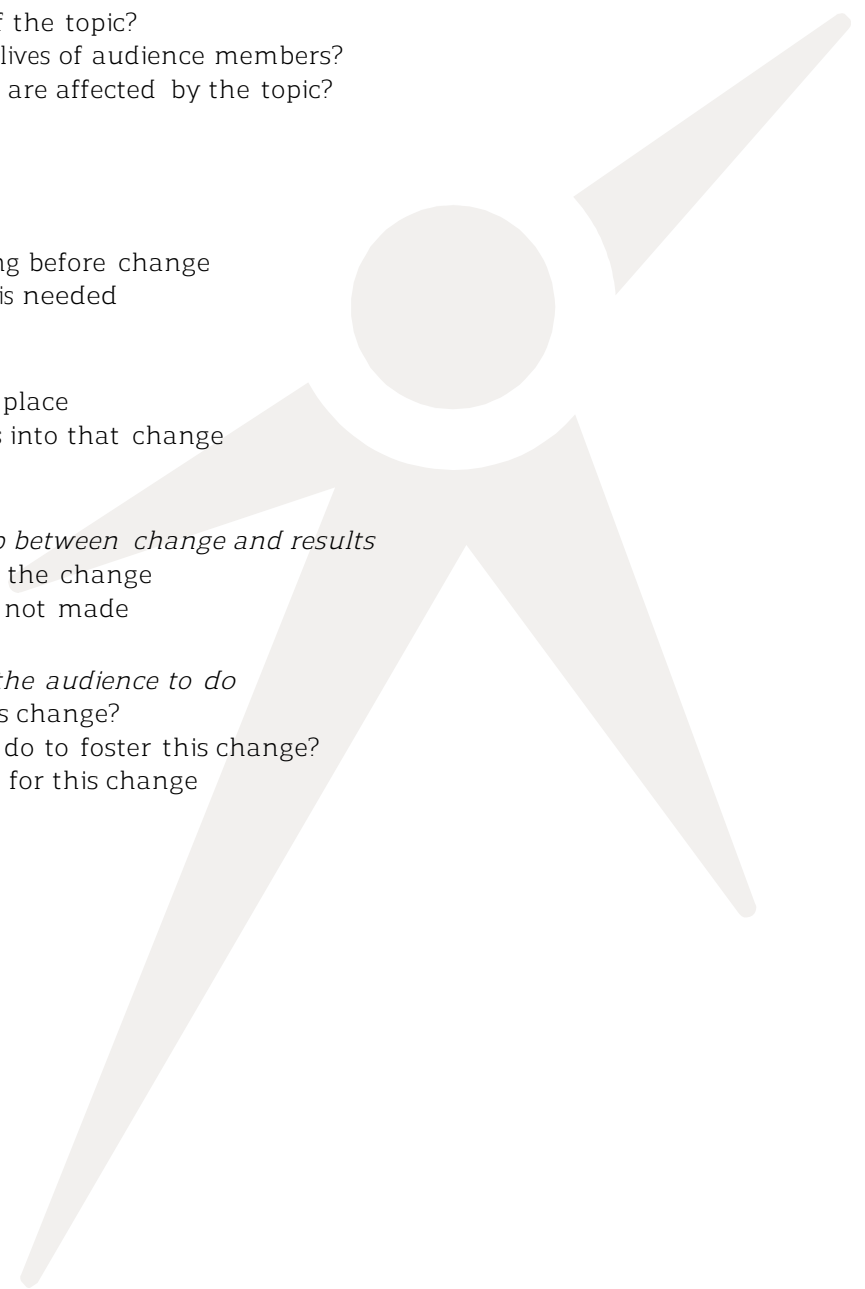 f the topic?
lives of audience members?
are affected by the topic?
ng before change
is needed
place
s into that change
p between change and results
the change
not made
the audience to do
s change?
do to foster this change?
for this change